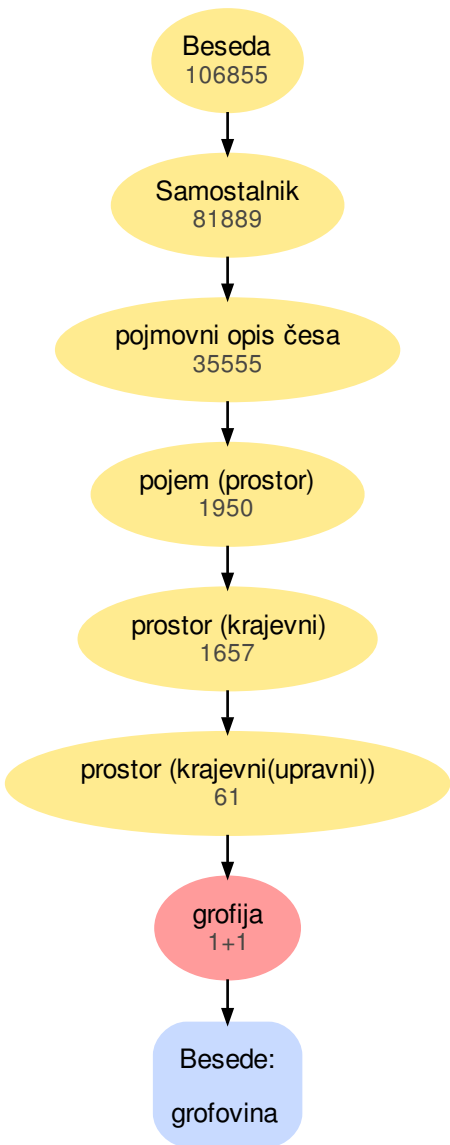 Beseda
106855
Samostalnik
81889
pojmovni opis česa
35555
pojem (prostor)
1950
prostor (krajevni)
1657
prostor (krajevni(upravni))
61
grofija
1+1
Besede:
grofovina